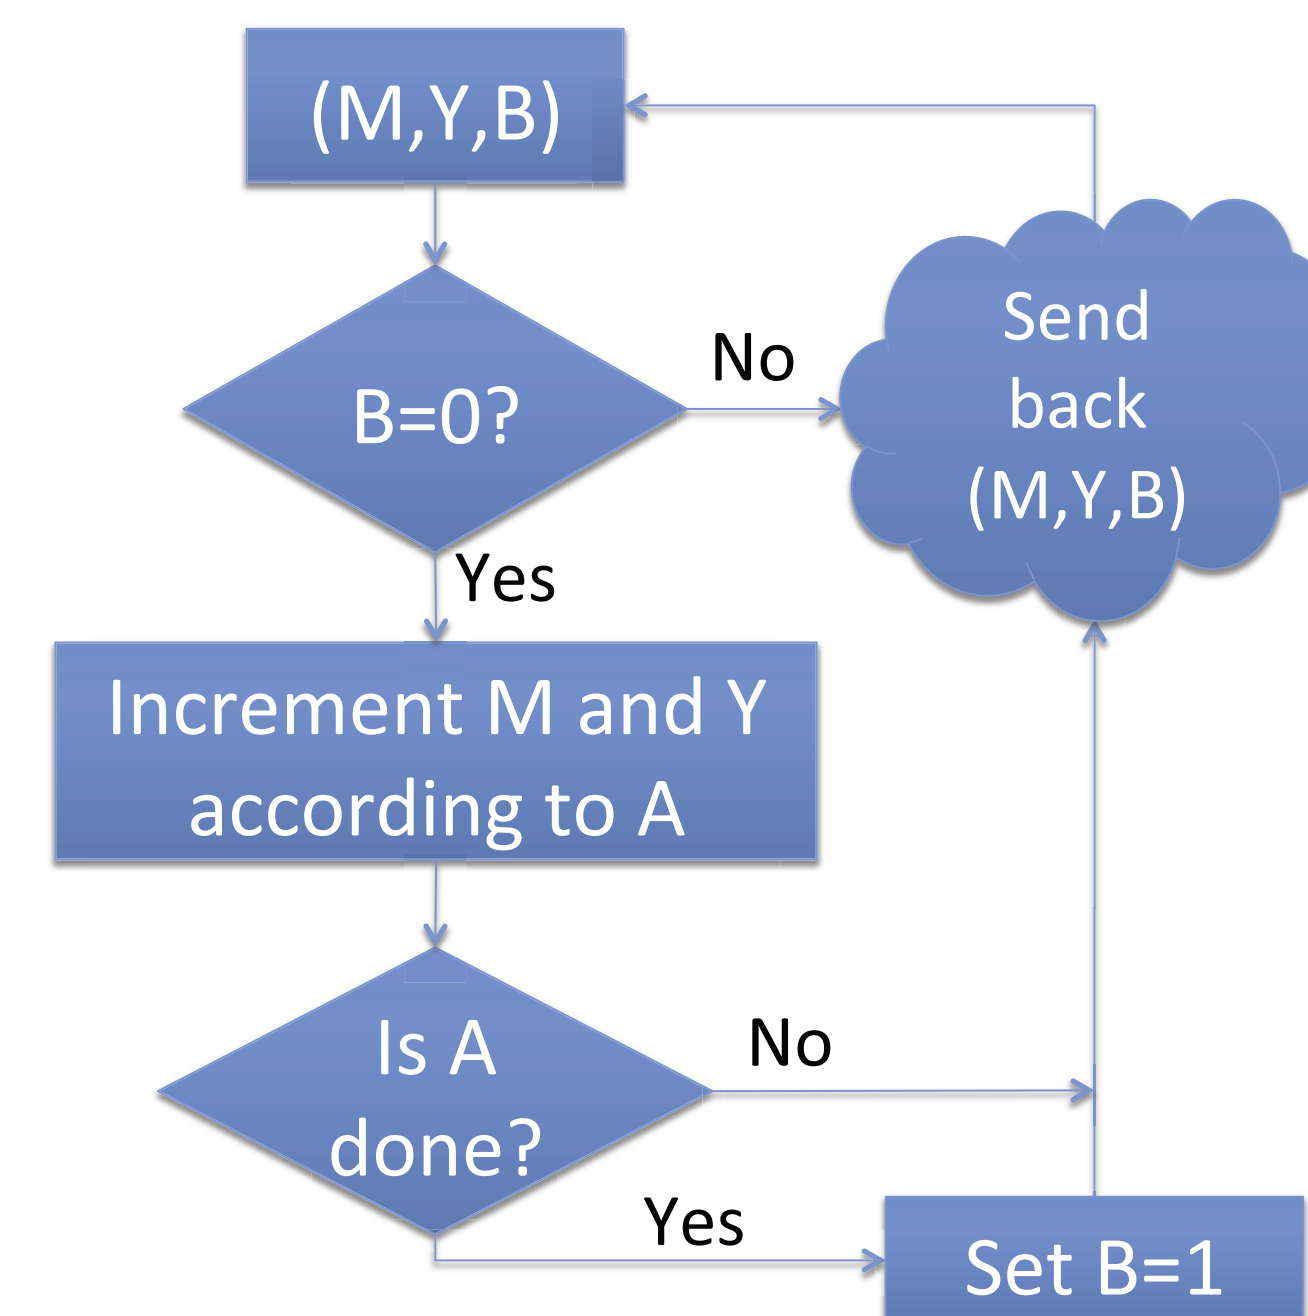 (M,Y,B)
B=0?
No
Send
back
(M,Y,B)
Yes
Increment M and Y
according to A
Is A
done?
No
Yes
Set B=1